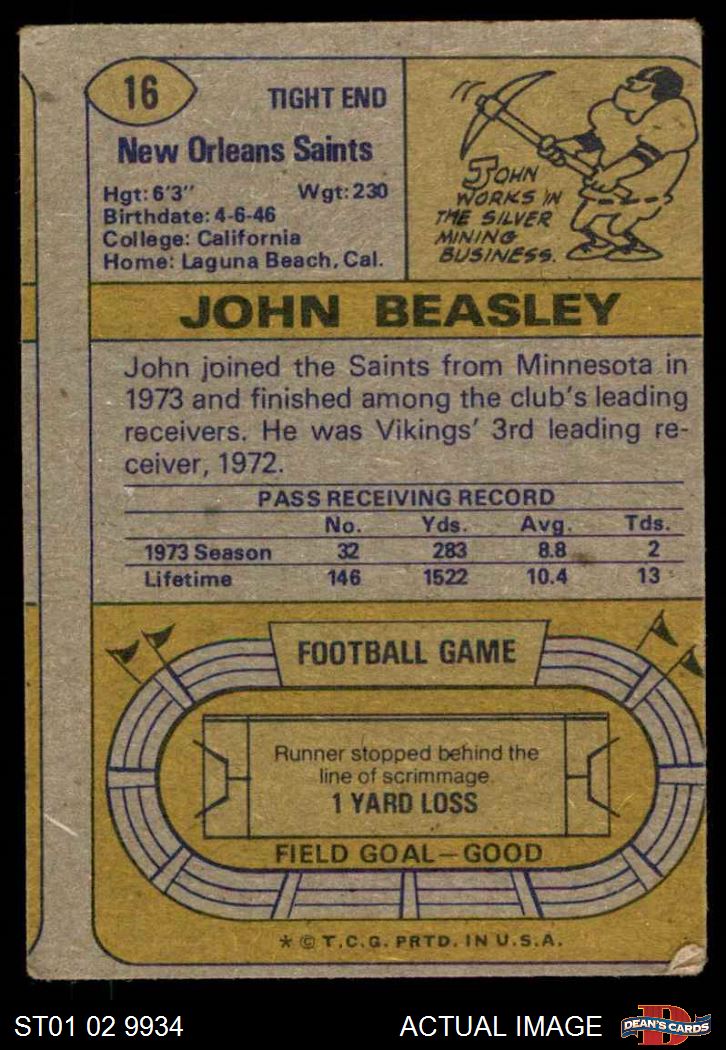 16
TIGHT END
New Orleans Saints
Hgt: 6'3" Wgt: 230
Birthdate: 4-6-46
College: California
Home: Laguna Beach, Cal.
JOHN
WORKS IN
THE SILVER
MINING
BUSINESS.
JOHN BEASLEY
John joined the Saints from Minnesota in
1973 and finished among the club's leading
receivers. He was Vikings' 3rd leading re-
ceiver, 1972.
PASS RECEIVING RECORD
No. Yds. Avg. Tds.
1973 Season 32 283 8.8 2
Lifetime 146 1522 10.4 13
FOOTBALL GAME
Runner stopped behind the
line of scrimmage.
1 YARD LOSS
FIELD GOAL—GOOD
* © T.C.G. PRTD. IN U.S.A.
ST01 02 9934 ACTUAL IMAGE
D
DEAN'S CARDS